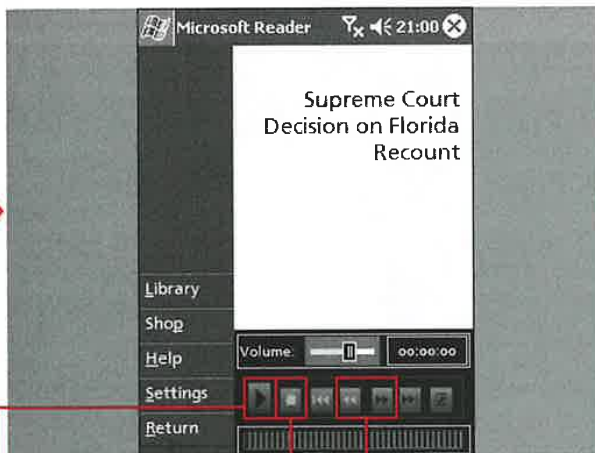 Microsoft Reader 21:00
Supreme Court
Decision on Florida
Recount
Library
Shop
Help
Settings
Return
Volume:
00:00:00